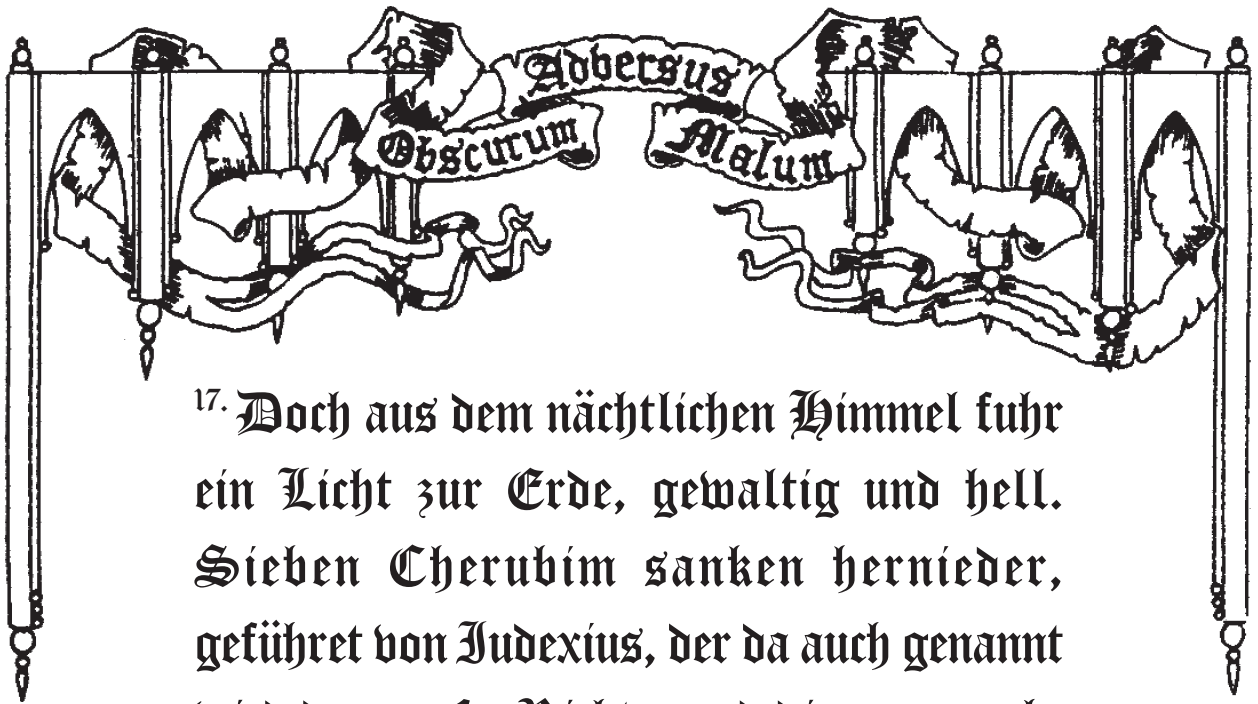 Adversus
Obscurum Malum
17. Doch aus dem nächtlichen Himmel fuhr
ein Licht zur Erde, gewaltig und hell.
Sieben Cherubim sanken hernieder,
geführet von Iudexius, der da auch genannt